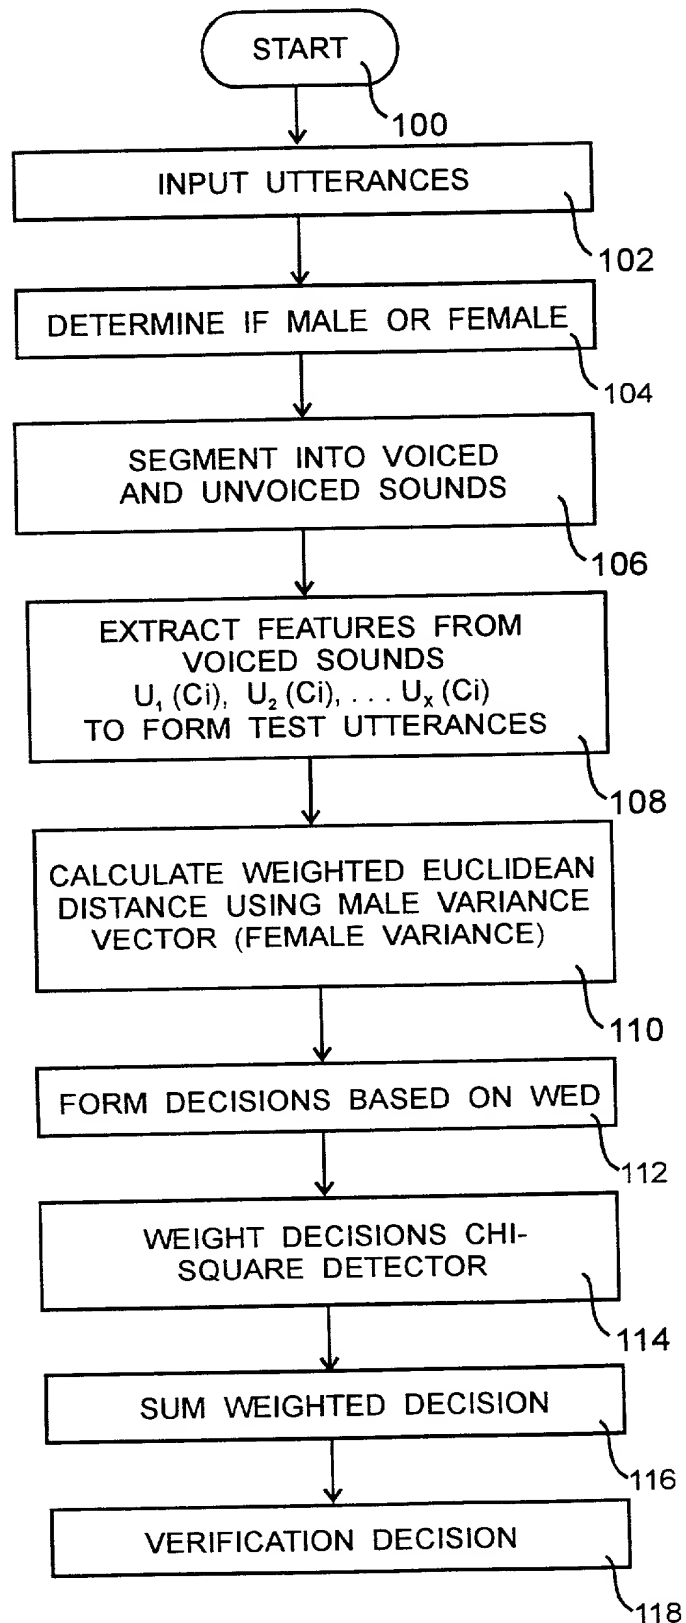 START
100
INPUT UTTERANCES
102
DETERMINE IF MALE OR FEMALE
104
SEGMENT INTO VOICED
AND UNVOICED SOUNDS
106
EXTRACT FEATURES FROM
VOICED SOUNDS
U₁ (Ci), U₂ (Ci), . . . Uₓ (Ci)
TO FORM TEST UTTERANCES
108
CALCULATE WEIGHTED EUCLIDEAN
DISTANCE USING MALE VARIANCE
VECTOR (FEMALE VARIANCE)
110
FORM DECISIONS BASED ON WED
112
WEIGHT DECISIONS CHI-
SQUARE DETECTOR
114
SUM WEIGHTED DECISION
116
VERIFICATION DECISION
118